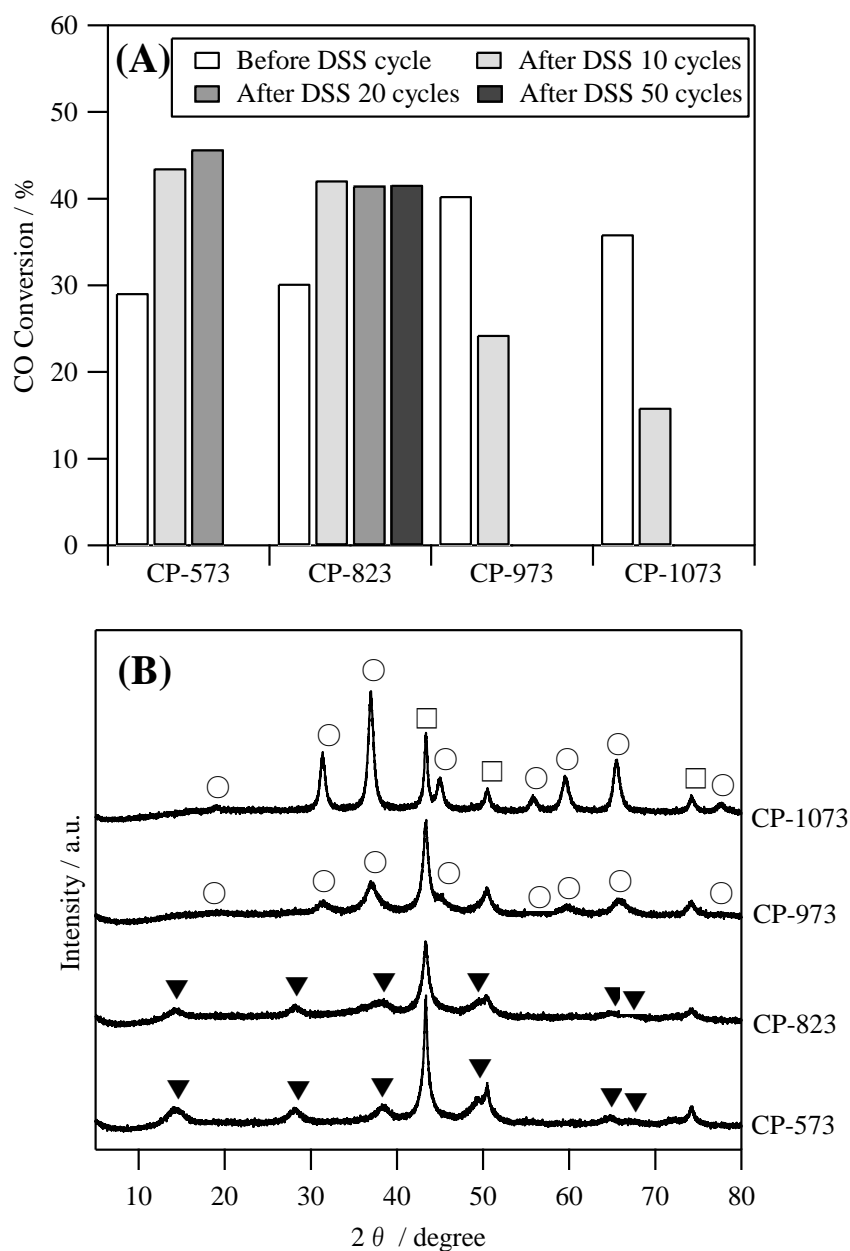 (A)
Before DSS cycle After DSS 10 cycles
After DSS 20 cycles After DSS 50 cycles
60
50
40
30
20
10
0
CO Conversion / %
CP-573 CP-823 CP-973 CP-1073
(B)
CP-1073
CP-973
CP-823
CP-573
Intensity / a.u.
10 20 30 40 50 60 70 80
2 θ / degree